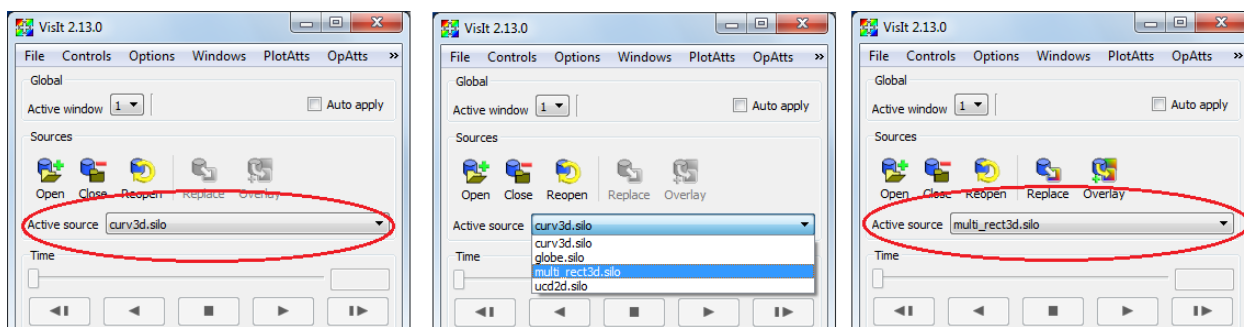 VisIt 2.13.0
File Controls Options Windows PlotAtts OpAtts »
Global
Active window 1 Auto apply
Sources
Open Close Reopen Replace Overlay
Active source curv3d.silo
Time
VisIt 2.13.0
File Controls Options Windows PlotAtts OpAtts »
Global
Active window 1 Auto apply
Sources
Open Close Reopen Replace Overlay
Active source curv3d.silo
curv3d.silo
Time globe.silo
multi_rect3d.silo
ucd2d.silo
VisIt 2.13.0
File Controls Options Windows PlotAtts OpAtts »
Global
Active window 1 Auto apply
Sources
Open Close Reopen Replace Overlay
Active source multi_rect3d.silo
Time